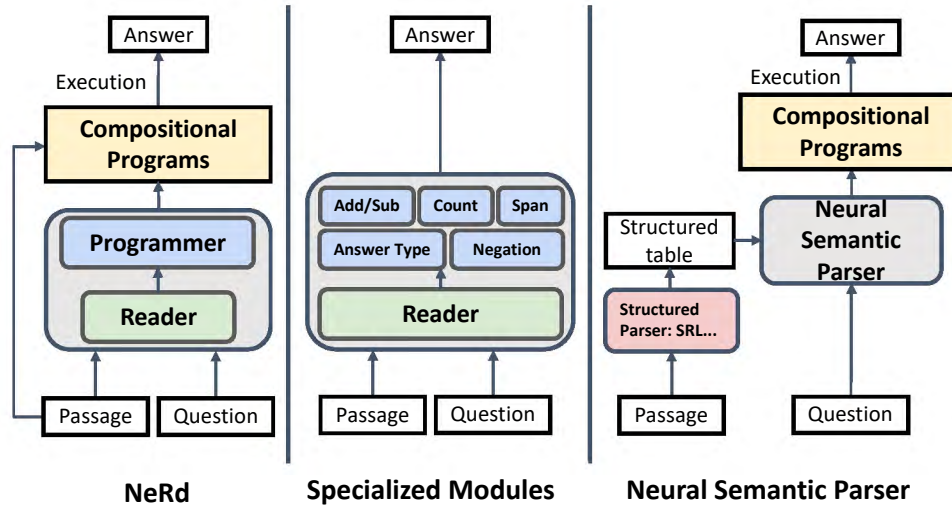 Answer
Execution
Compositional
Programs
Programmer
Reader
Passage
Question
NeRd
Answer
Add/Sub
Count
Span
Answer Type
Negation
Reader
Passage
Question
Specialized Modules
Answer
Execution
Compositional
Programs
Neural
Semantic
Parser
Structured
table
Structured
Parser: SRL...
Passage
Question
Neural Semantic Parser